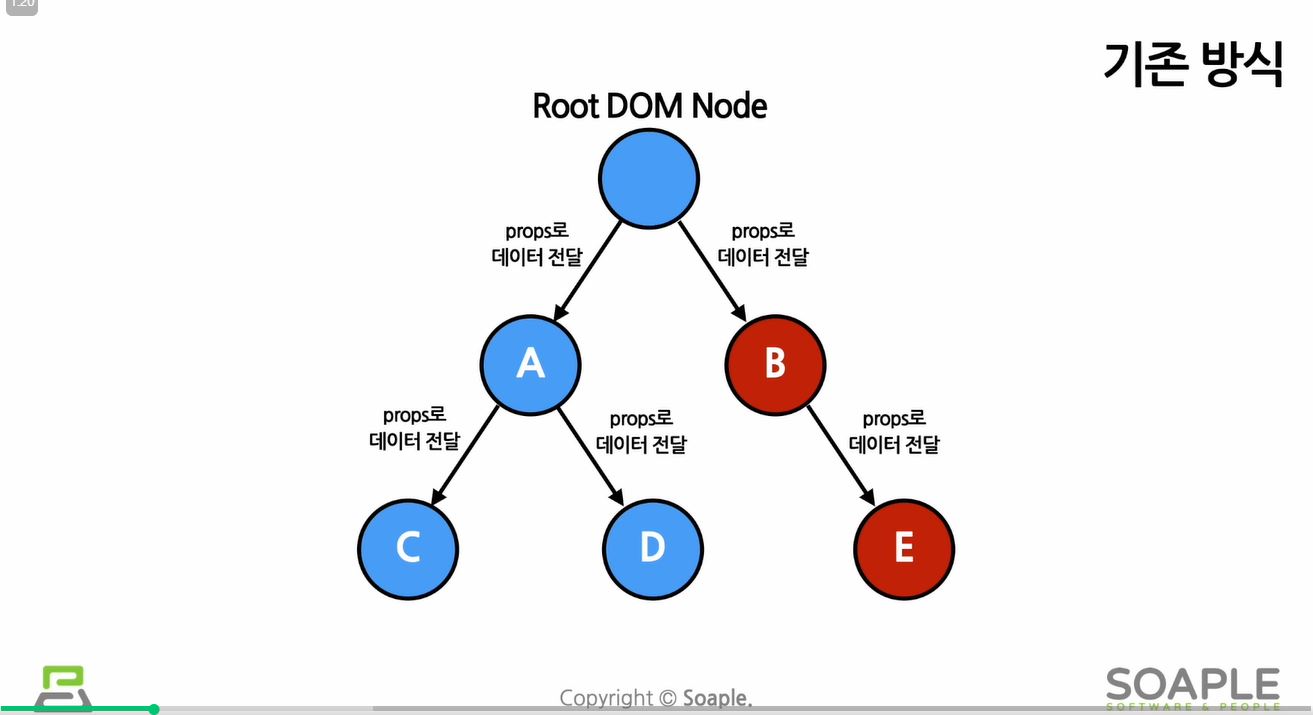 1:20
기존 방식
Root DOM Node
props로
데이터 전달
props로
데이터 전달
A
B
props로
데이터 전달
props로
데이터 전달
props로
데이터 전달
C
D
E
Copyright © Soaple.
SOAPLE
SOFTWARE & PEOPLE